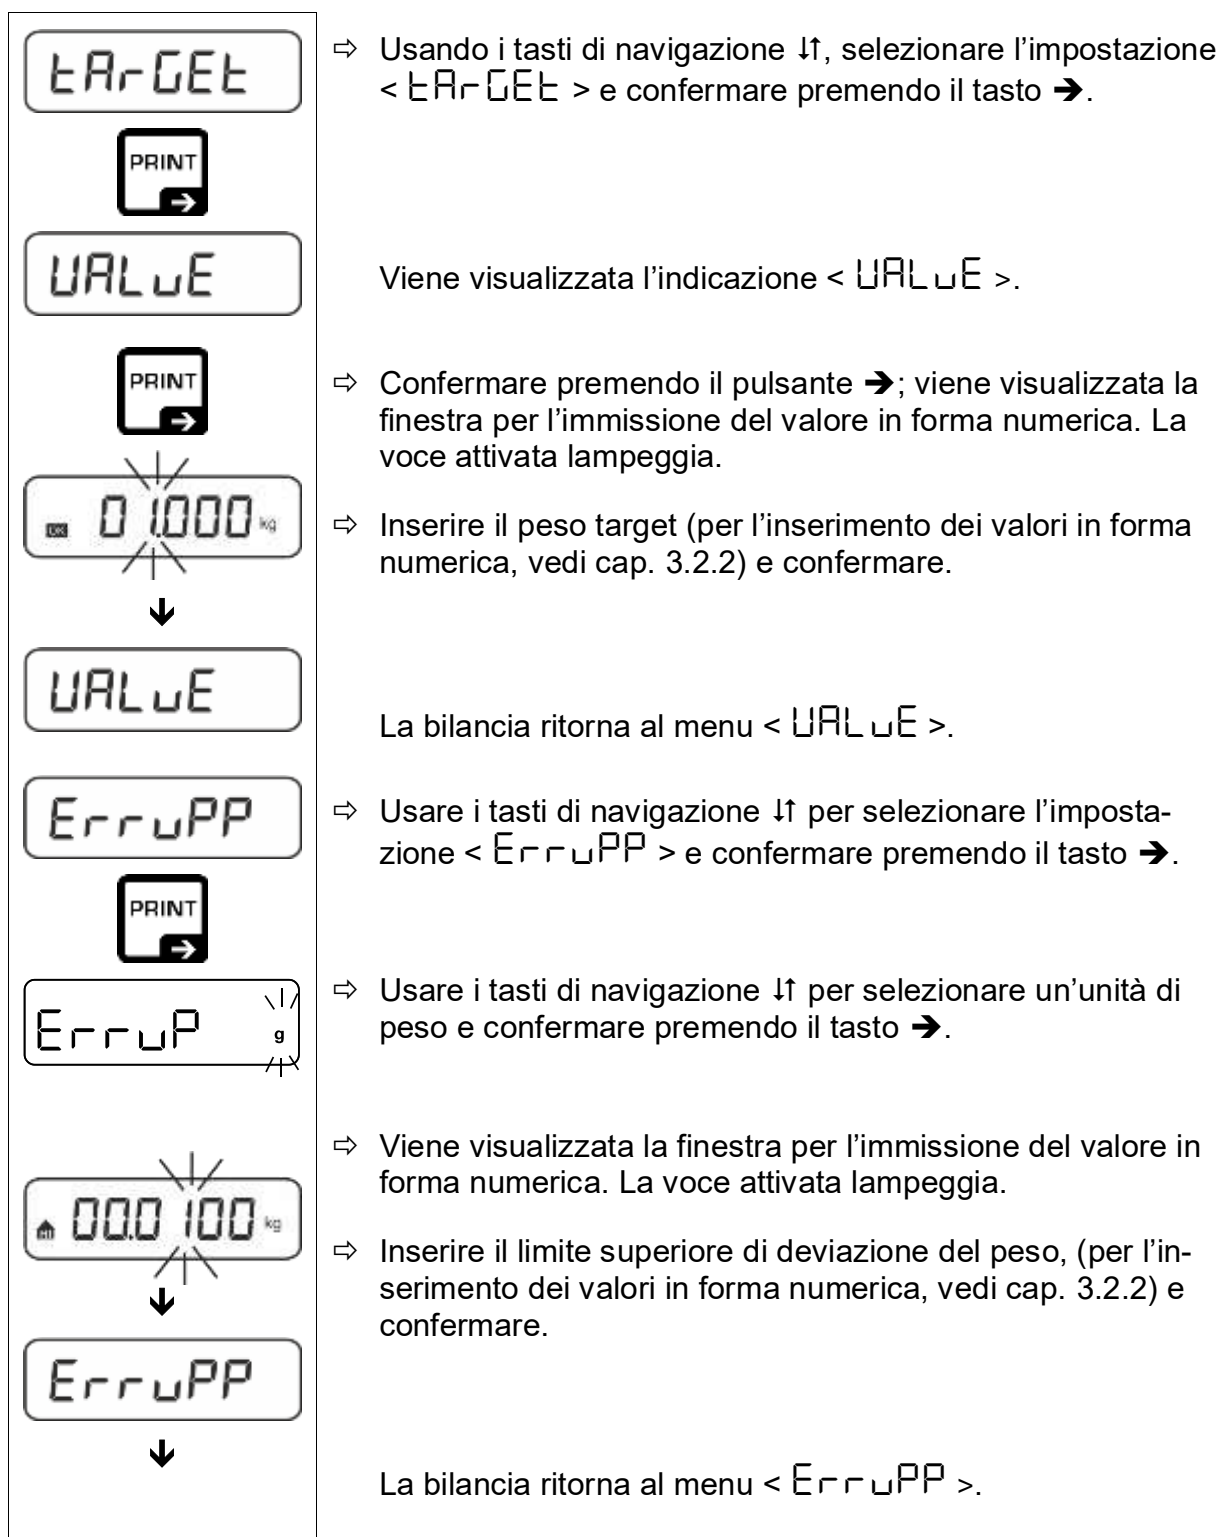 tArGEt
⇨ Usando i tasti di navigazione ↓↑, selezionare l’impostazione
< tArGEt > e confermare premendo il tasto ➔.
PRINT
VALuE
Viene visualizzata l’indicazione < VALuE >.
PRINT
⇨ Confermare premendo il pulsante ➔; viene visualizzata la
finestra per l’immissione del valore in forma numerica. La
voce attivata lampeggia.
OK 01.000 kg
⇨ Inserire il peso target (per l’inserimento dei valori in forma
numerica, vedi cap. 3.2.2) e confermare.
VALuE
La bilancia ritorna al menu < VALuE >.
ErruPP
⇨ Usare i tasti di navigazione ↓↑ per selezionare l’imposta-
zione < ErruPP > e confermare premendo il tasto ➔.
PRINT
ErruP g
⇨ Usare i tasti di navigazione ↓↑ per selezionare un’unità di
peso e confermare premendo il tasto ➔.
⇨ Viene visualizzata la finestra per l’immissione del valore in
forma numerica. La voce attivata lampeggia.
00.0100 kg
⇨ Inserire il limite superiore di deviazione del peso, (per l’in-
serimento dei valori in forma numerica, vedi cap. 3.2.2) e
confermare.
ErruPP
La bilancia ritorna al menu < ErruPP >.